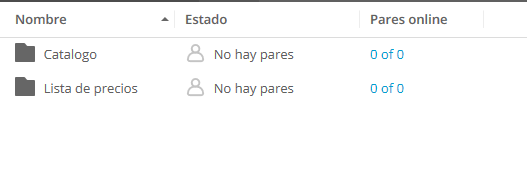 Nombre Estado Pares online
Catalogo No hay pares 0 of 0
Lista de precios No hay pares 0 of 0